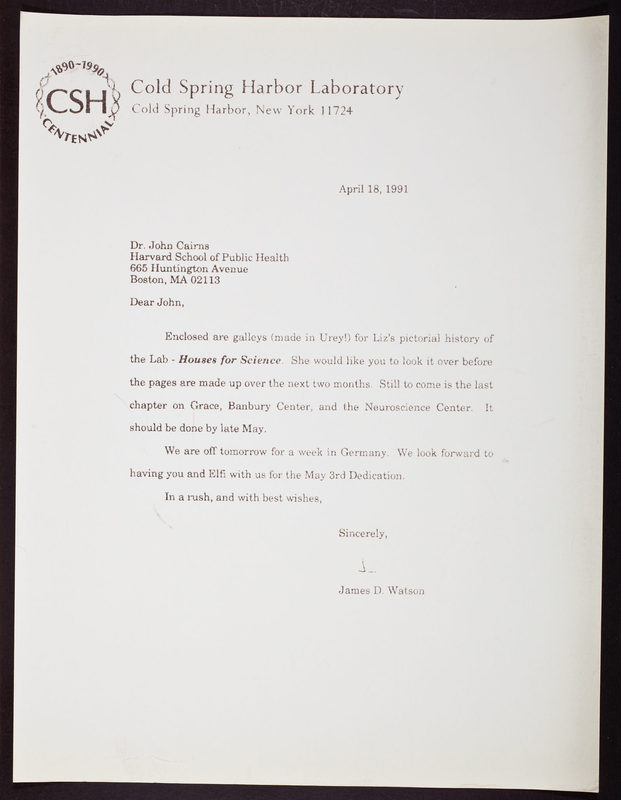 1890-1990
CSH
CENTENNIAL
Cold Spring Harbor Laboratory
Cold Spring Harbor, New York 11724
April 18, 1991
Dr. John Cairns
Harvard School of Public Health
665 Huntington Avenue
Boston, MA 02113
Dear John,
Enclosed are galleys (made in Urey!) for Liz's pictorial history of
the Lab - Houses for Science. She would like you to look it over before
the pages are made up over the next two months. Still to come is the last
chapter on Grace, Banbury Center, and the Neuroscience Center. It
should be done by late May.
We are off tomorrow for a week in Germany. We look forward to
having you and Elfi with us for the May 3rd Dedication.
In a rush, and with best wishes,
Sincerely,
James D. Watson